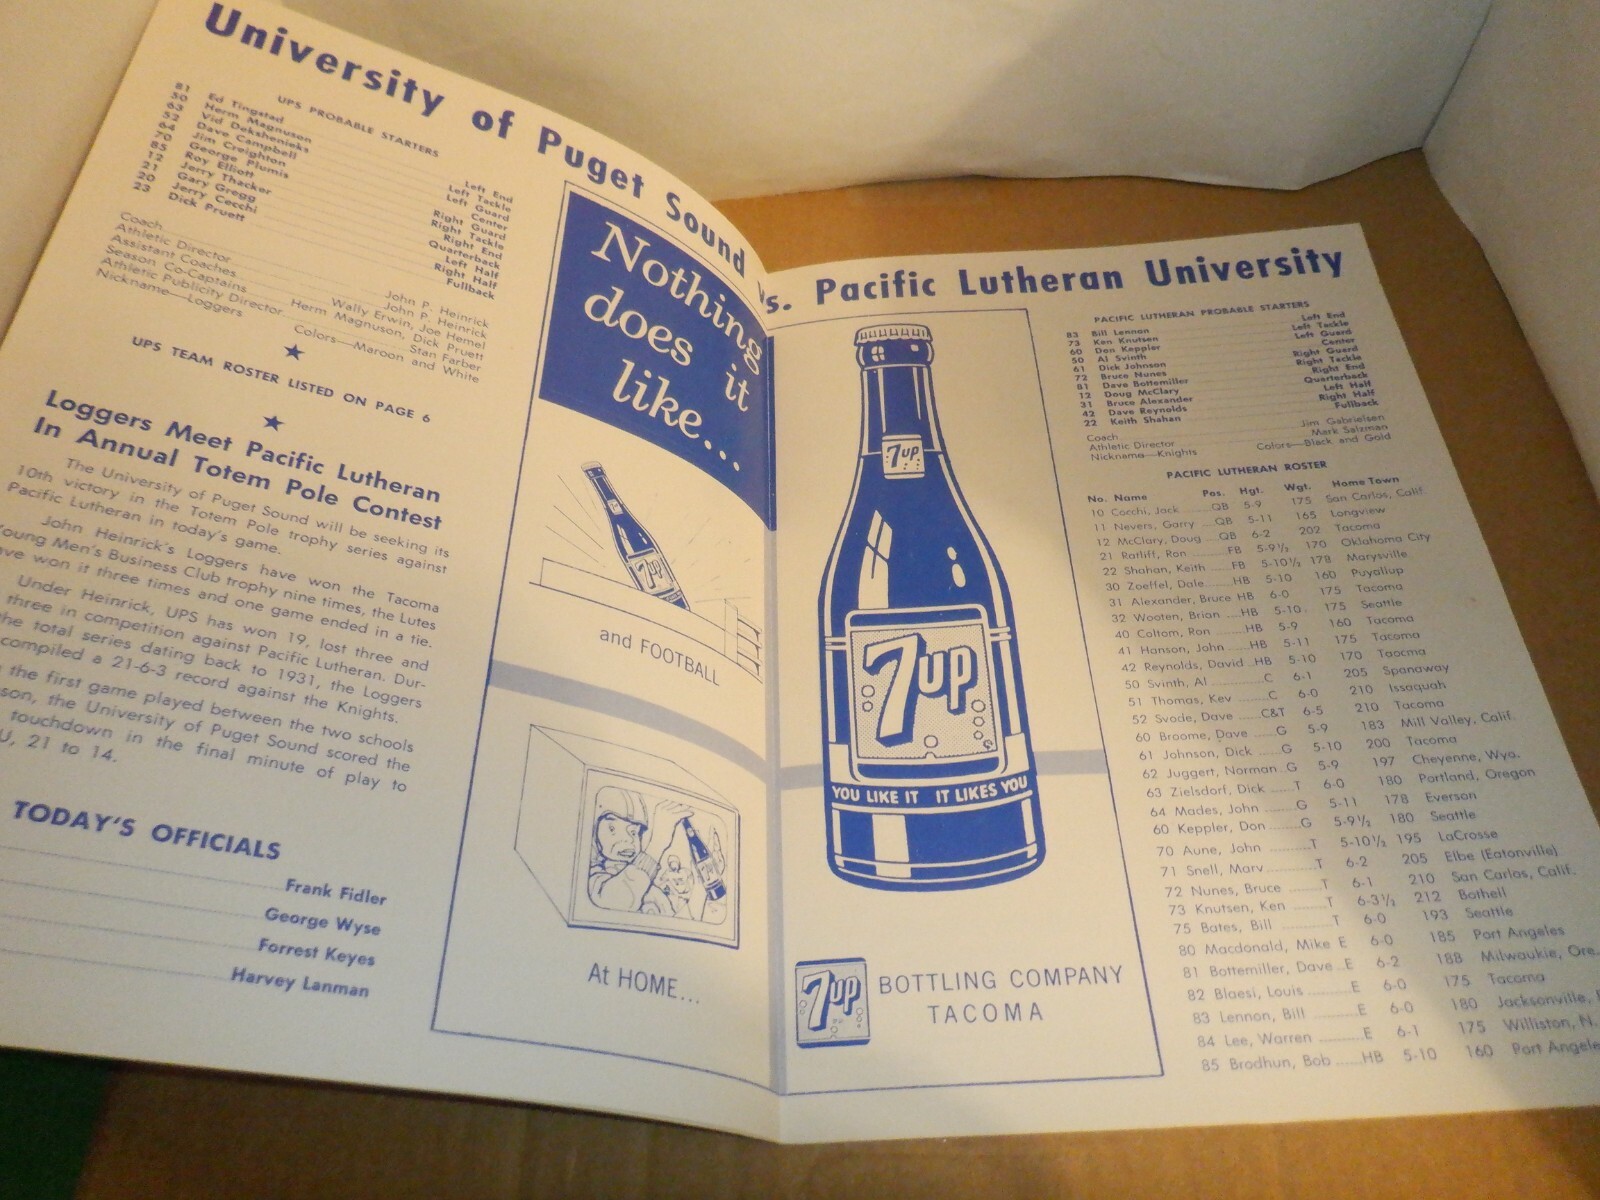 University of Puget Sound vs. Pacific Lutheran University
UPS PROBABLE STARTERS
81 Ed Tingstad Left End
50 Herm Magnuson Left Tackle
63 Vid Dekshenieks Left Guard
52 Dave Campbell Center
64 Jim Creighton Right Guard
70 George Plumis Right Tackle
85 Roy Elliott Right End
12 Jerry Thacker Quarterback
21 Gary Gregg Left Half
20 Jerry Cecchi Right Half
23 Dick Pruett Fullback
Coach John P. Heinrick
Athletic Director John P. Heinrick
Assistant Coaches Wally Erwin, Joe Hemel
Season Co-Captains Herm Magnuson, Dick Pruett
Athletic Publicity Director Stan Farber
Nickname—Loggers Colors—Maroon and White
UPS TEAM ROSTER LISTED ON PAGE 6
Loggers Meet Pacific Lutheran
In Annual Totem Pole Contest
The University of Puget Sound will be seeking its
10th victory in the Totem Pole trophy series against
Pacific Lutheran in today's game.
John Heinrick's Loggers have won the Tacoma
Young Men's Business Club trophy nine times, the Lutes
have won it three times and one game ended in a tie.
Under Heinrick, UPS has won 19, lost three and
three in competition against Pacific Lutheran. Dur-
the total series dating back to 1931, the Loggers
compiled a 21-6-3 record against the Knights.
the first game played between the two schools
son, the University of Puget Sound scored the
touchdown in the final minute of play to
U, 21 to 14.
TODAY'S OFFICIALS
Frank Fidler
George Wyse
Forrest Keyes
Harvey Lanman
Nothing
does it
like...
7up
and FOOTBALL
At HOME...
7up
7up
YOU LIKE IT IT LIKES YOU
7up BOTTLING COMPANY
TACOMA
PACIFIC LUTHERAN PROBABLE STARTERS
83 Bill Lennon Left End
73 Ken Knutsen Left Tackle
60 Don Keppler Left Guard
50 Al Svinth Center
61 Dick Johnson Right Guard
72 Bruce Nunes Right Tackle
81 Dave Bottemiller Right End
12 Doug McClary Quarterback
31 Bruce Alexander Left Half
42 Dave Reynolds Right Half
22 Keith Shahan Fullback
Coach Jim Gabrielsen
Athletic Director Mark Salzman
Nickname—Knights Colors—Black and Gold
PACIFIC LUTHERAN ROSTER
No. Name Pos. Hgt. Wgt. Home Town
10 Cocchi, Jack QB 5-9 175 San Carlos, Calif.
11 Nevers, Garry QB 5-11 165 Longview
12 McClary, Doug QB 6-2 202 Tacoma
21 Ratliff, Ron FB 5-9½ 170 Oklahoma City
22 Shahan, Keith FB 5-10½ 178 Marysville
30 Zoeffel, Dale HB 5-10 160 Puyallup
31 Alexander, Bruce HB 6-0 175 Tacoma
32 Wooten, Brian HB 5-10 175 Seattle
40 Coltom, Ron HB 5-9 160 Tacoma
41 Hanson, John HB 5-11 175 Tacoma
42 Reynolds, David HB 5-10 170 Tacoma
50 Svinth, Al C 6-1 205 Spanaway
51 Thomas, Kev C 6-0 210 Issaquah
52 Svode, Dave C&T 6-5 210 Tacoma
60 Broome, Dave G 5-9 183 Mill Valley, Calif.
61 Johnson, Dick G 5-10 200 Tacoma
62 Juggert, Norman G 5-9 197 Cheyenne, Wyo.
63 Zielsdorf, Dick T 6-0 180 Portland, Oregon
64 Mades, John G 5-11 178 Everson
60 Keppler, Don G 5-9½ 180 Seattle
70 Aune, John T 5-10½ 195 LaCrosse
71 Snell, Marv T 6-2 205 Elbe (Eatonville)
72 Nunes, Bruce T 6-1 210 San Carlos, Calif.
73 Knutsen, Ken T 6-3½ 212 Bothell
75 Bates, Bill T 6-0 193 Seattle
80 Macdonald, Mike E 6-0 185 Port Angeles
81 Bottemiller, Dave E 6-2 188 Milwaukie, Ore.
82 Blaesi, Louis E 6-0 175 Tacoma
83 Lennon, Bill E 6-0 180 Jacksonville,
84 Lee, Warren E 6-1 175 Williston, N.
85 Brodhun, Bob HB 5-10 160 Port Angele